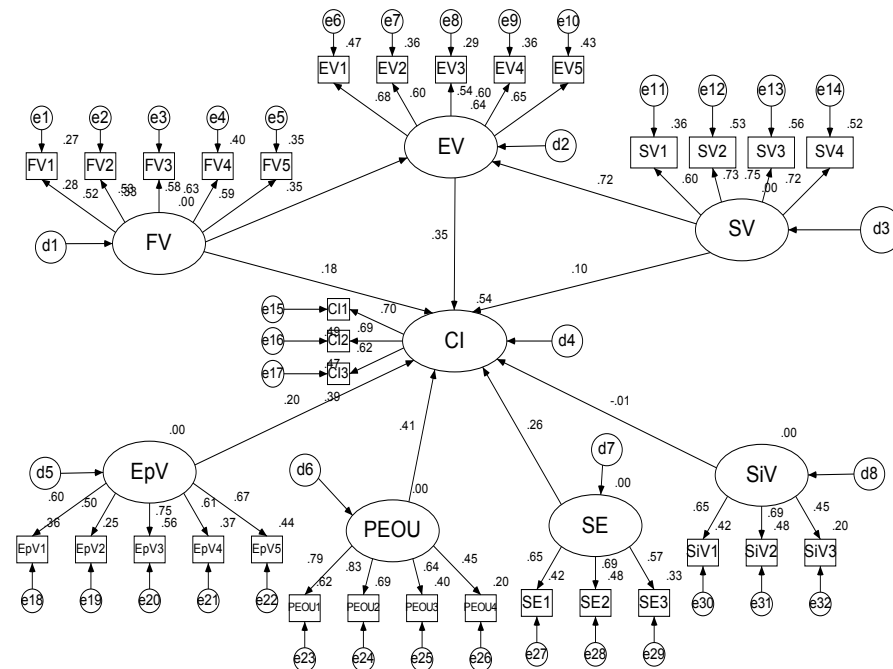 e6 e7 e8 e9 e10
.47 .36 .29 .36 .43
EV1 EV2 EV3 EV4 EV5
.68 .60 .54 .60 .64 .65
e11 e12 e13 e14
.36 .53 .56 .52
SV1 SV2 SV3 SV4
.60 .73 .75 .00 .72
e1 e2 e3 e4 e5
.27 .40 .35
FV1 FV2 FV3 FV4 FV5
.28 .52 .53 .58 .63 .00 .59 .35
EV d2
d1 FV
SV d3
.72
.35
.18 .10
.54
e15 CI1 .70
.49 .69
e16 CI2
.62
.47
e17 CI3
CI d4
.20 .39
.41 .26 -.01
.00
d5 EpV
.60 .50 .75 .61 .67
.36 .25 .56 .37 .44
EpV1 EpV2 EpV3 EpV4 EpV5
e18 e19 e20 e21 e22
d6 .00
PEOU
.79 .83 .64 .45
.62 .69 .40 .20
PEOU1 PEOU2 PEOU3 PEOU4
e23 e24 e25 e26
d7 .00
SE
.65 .69 .57
.42 .48 .33
SE1 SE2 SE3
e27 e28 e29
.00
SiV d8
.65 .69 .45
.42 .48 .20
SiV1 SiV2 SiV3
e30 e31 e32